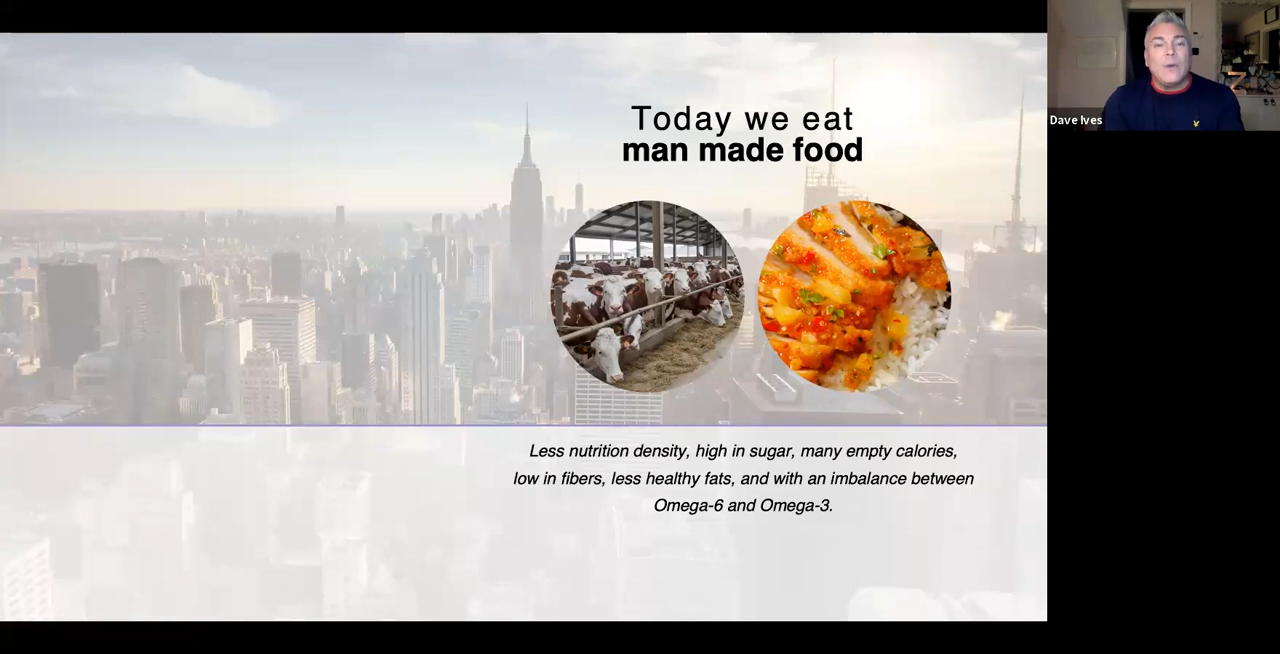 Today we eat
man made food
Less nutrition density, high in sugar, many empty calories,
low in fibers, less healthy fats, and with an imbalance between
Omega-6 and Omega-3.
Dave Ives